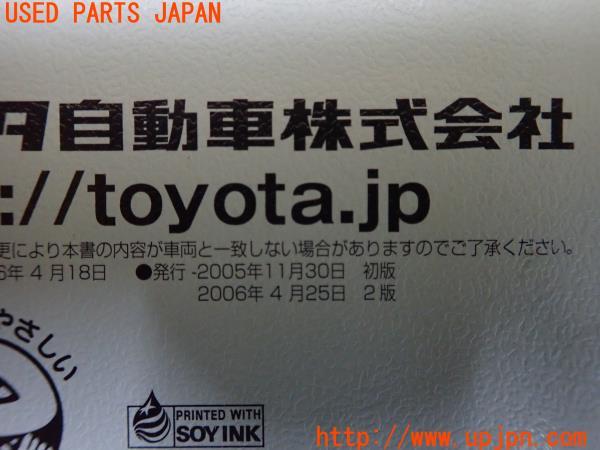 USED PARTS JAPAN
タ自動車株式会社
://toyota.jp
更により本書の内容が車両と一致しない場合がありますのでご了承ください。
6年 4月18日 ●発行-2005年11月30日 初版
2006年 4月25日 2版
やさしい
PRINTED WITH
SOY INK
http://www.upjpn.com/